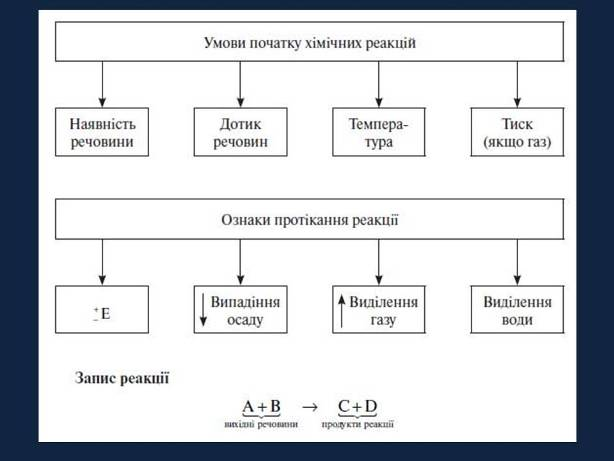 Умови початку хімічних реакцій
Наявність
речовини
Дотик
речовин
Темпера-
тура
Тиск
(якщо газ)
Ознаки протікання реакції
± E
↓ Випадіння
осаду
↑ Виділення
газу
Виділення
води
Запис реакції
A + B → C + D
вихідні речовини продукти реакції